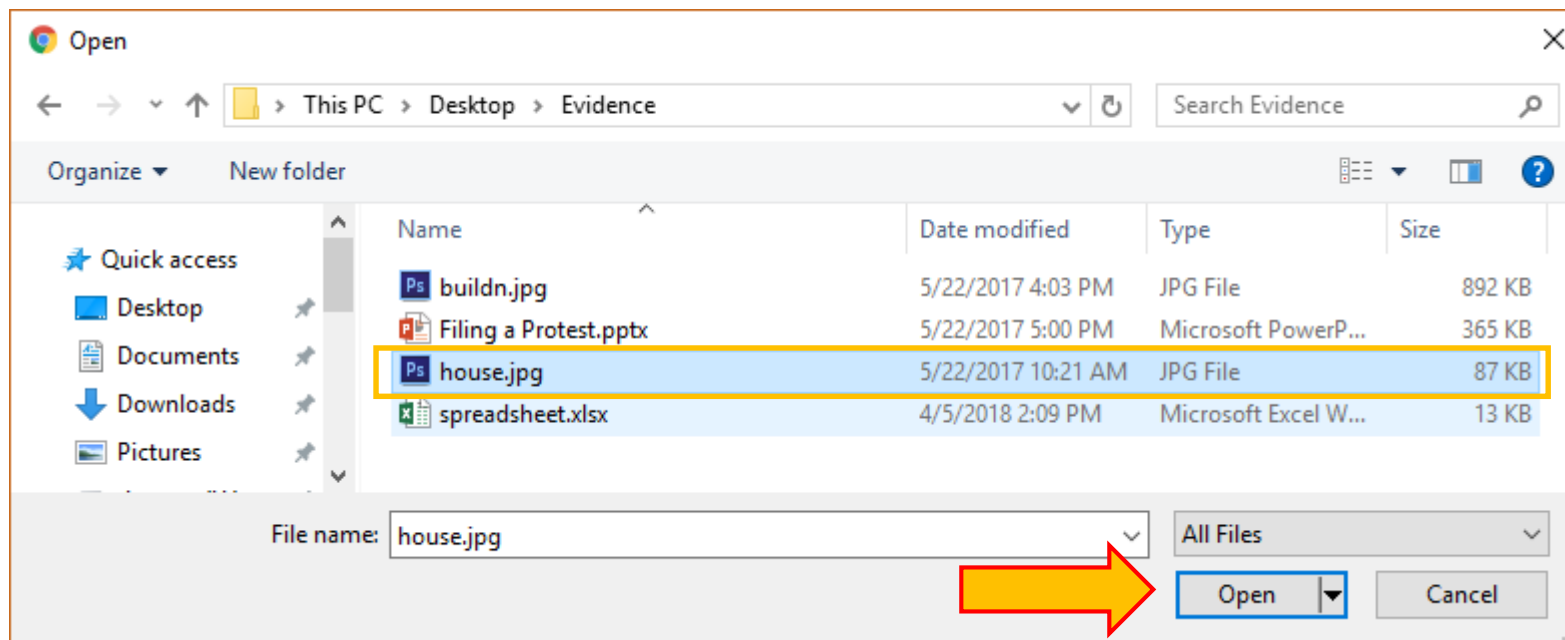 Open
This PC > Desktop > Evidence
Search Evidence
Organize
New folder
?
Name
Date modified
Type
Size
Quick access
Desktop
Documents
Downloads
Pictures
Ps buildn.jpg 5/22/2017 4:03 PM JPG File 892 KB
Filing a Protest.pptx 5/22/2017 5:00 PM Microsoft PowerP... 365 KB
Ps house.jpg 5/22/2017 10:21 AM JPG File 87 KB
spreadsheet.xlsx 4/5/2018 2:09 PM Microsoft Excel W... 13 KB
File name: house.jpg
All Files
Open
Cancel